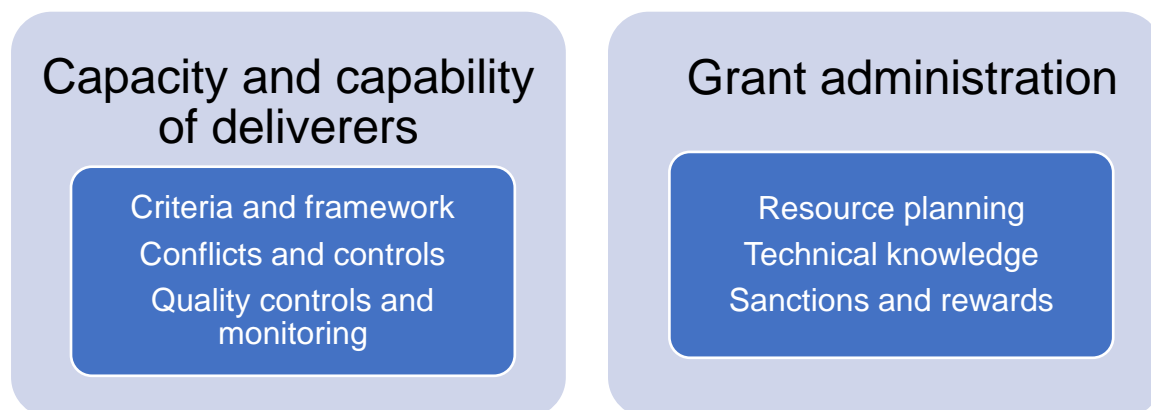 Capacity and capability
of deliverers
Criteria and framework
Conflicts and controls
Quality controls and
monitoring
Grant administration
Resource planning
Technical knowledge
Sanctions and rewards